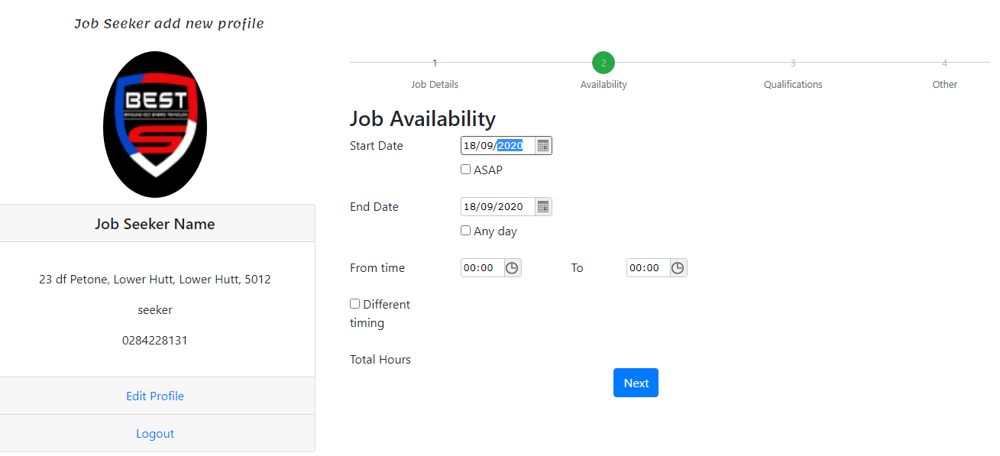 Job Seeker add new profile
BEST
Job Seeker Name
23 df Petone, Lower Hutt, Lower Hutt, 5012
seeker
0284228131
Edit Profile
Logout
1 2 3 4
Job Details Availability Qualifications Other
Job Availability
Start Date 18/09/2020
ASAP
End Date 18/09/2020
Any day
From time 00:00 To 00:00
Different
timing
Total Hours
Next